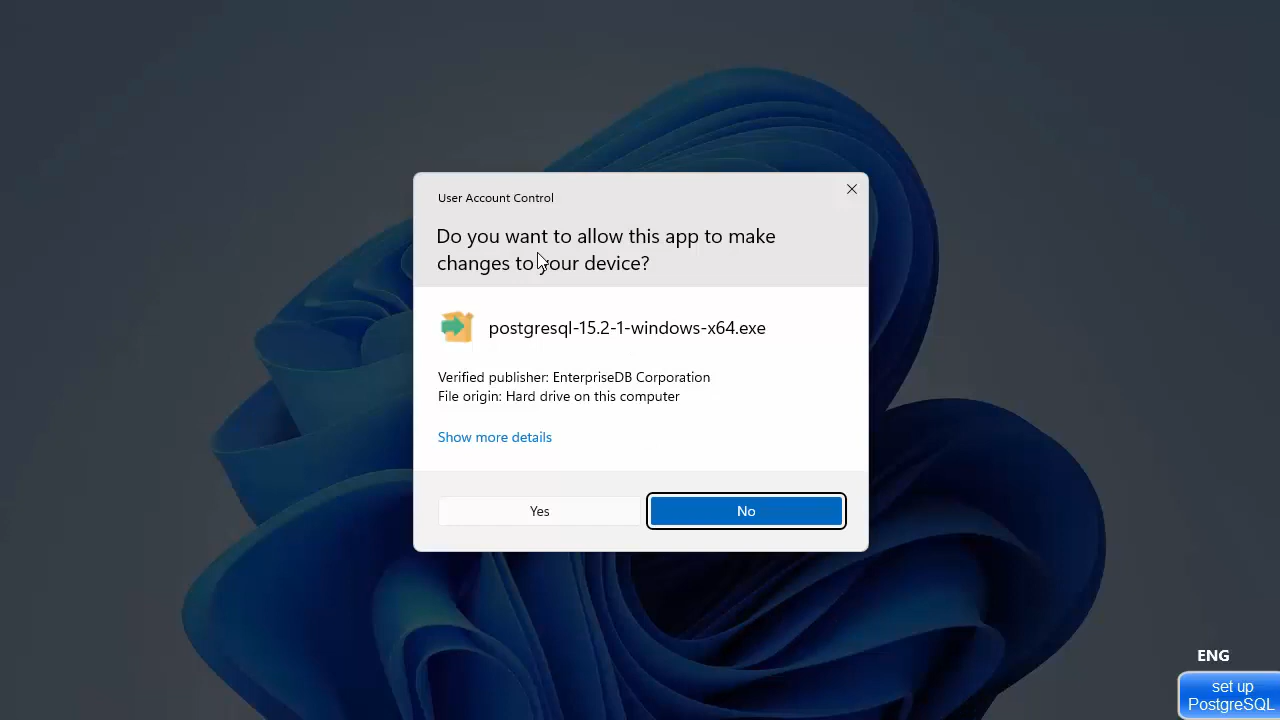 User Account Control
Do you want to allow this app to make
changes to your device?
postgresql-15.2-1-windows-x64.exe
Verified publisher: EnterpriseDB Corporation
File origin: Hard drive on this computer
Show more details
Yes
No
ENG
set up
PostgreSQL